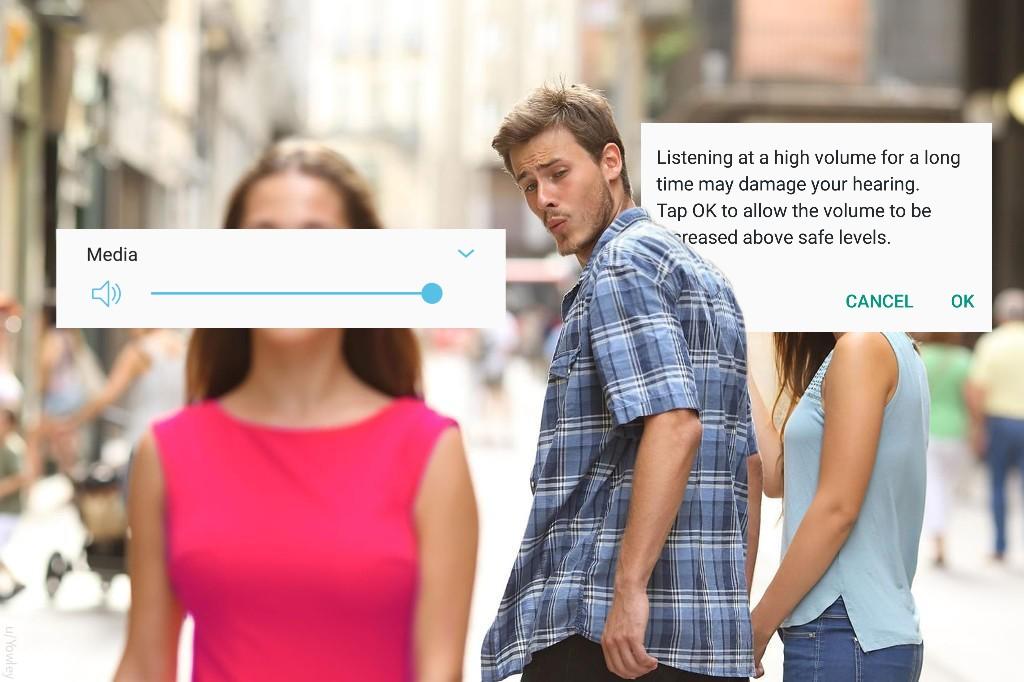 Media
Listening at a high volume for a long
time may damage your hearing.
Tap OK to allow the volume to be
creased above safe levels.
CANCEL OK
u/Yowley